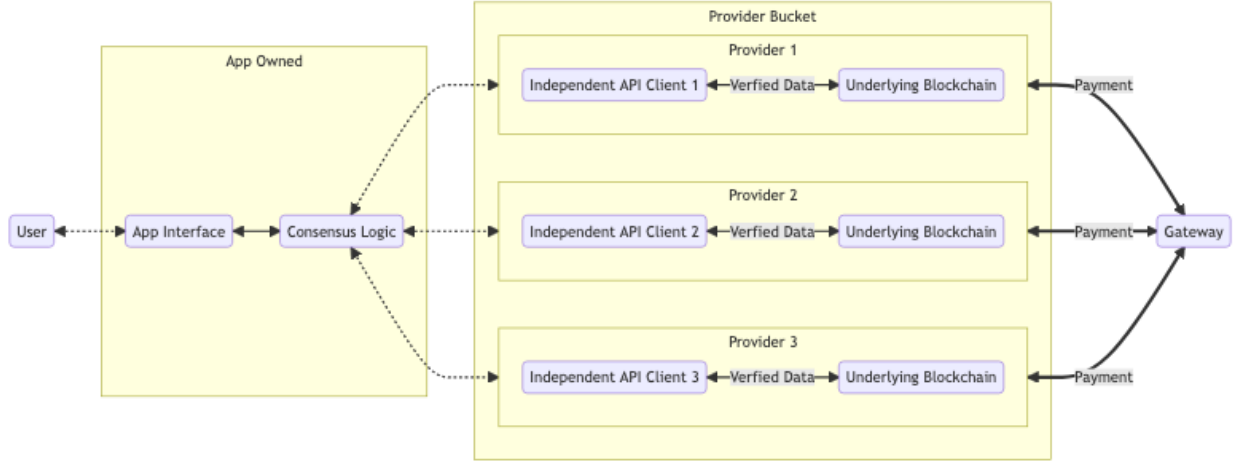 Provider Bucket
App Owned
Provider 1
Independent API Client 1
Verfied Data
Underlying Blockchain
Payment
Provider 2
User
App Interface
Consensus Logic
Independent API Client 2
Verfied Data
Underlying Blockchain
Payment
Gateway
Provider 3
Independent API Client 3
Verfied Data
Underlying Blockchain
Payment